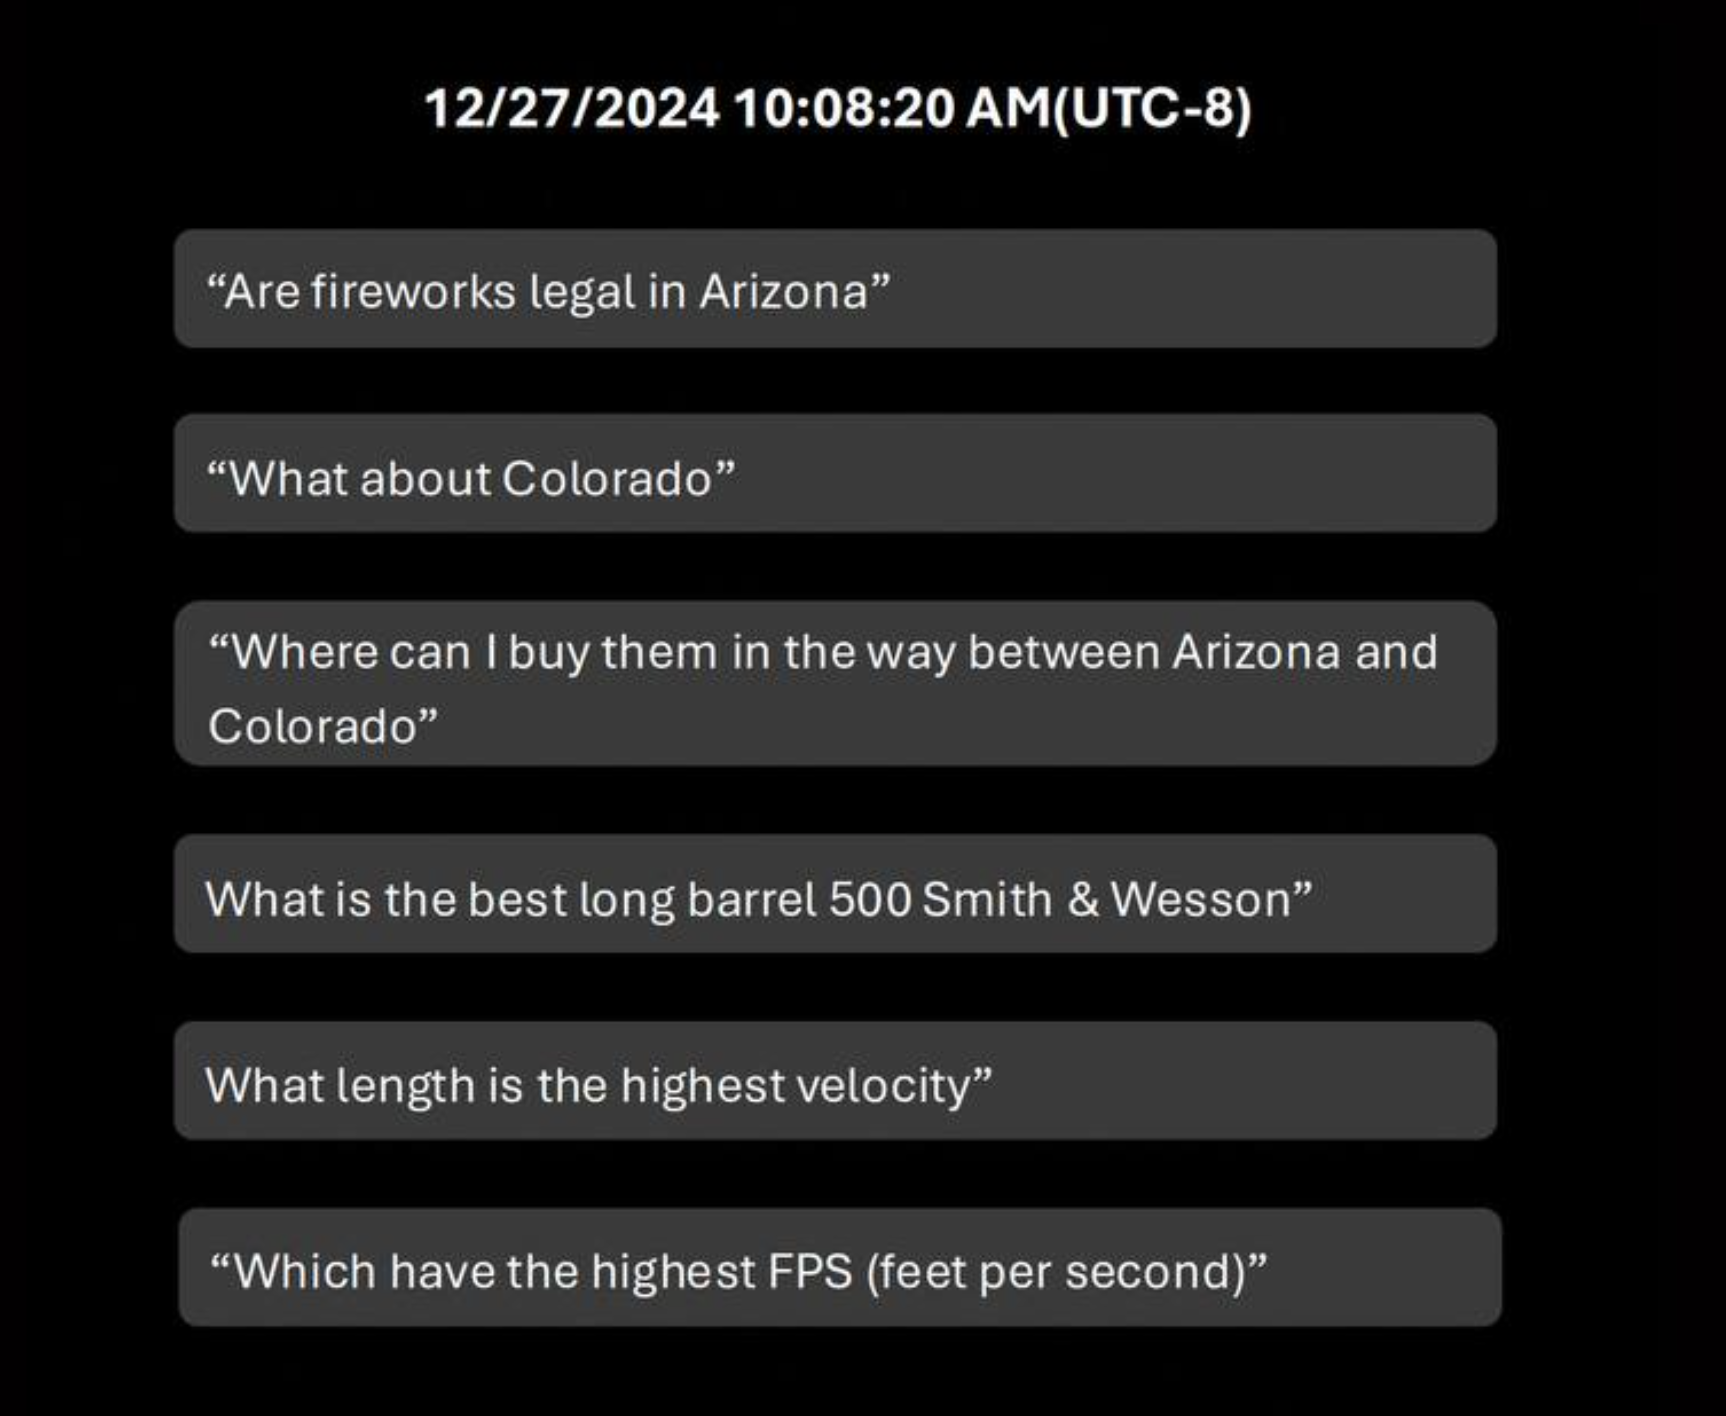 12/27/2024 10:08:20 AM(UTC-8)
“Are fireworks legal in Arizona”
“What about Colorado”
“Where can I buy them in the way between Arizona and
Colorado”
What is the best long barrel 500 Smith & Wesson”
What length is the highest velocity”
“Which have the highest FPS (feet per second)”